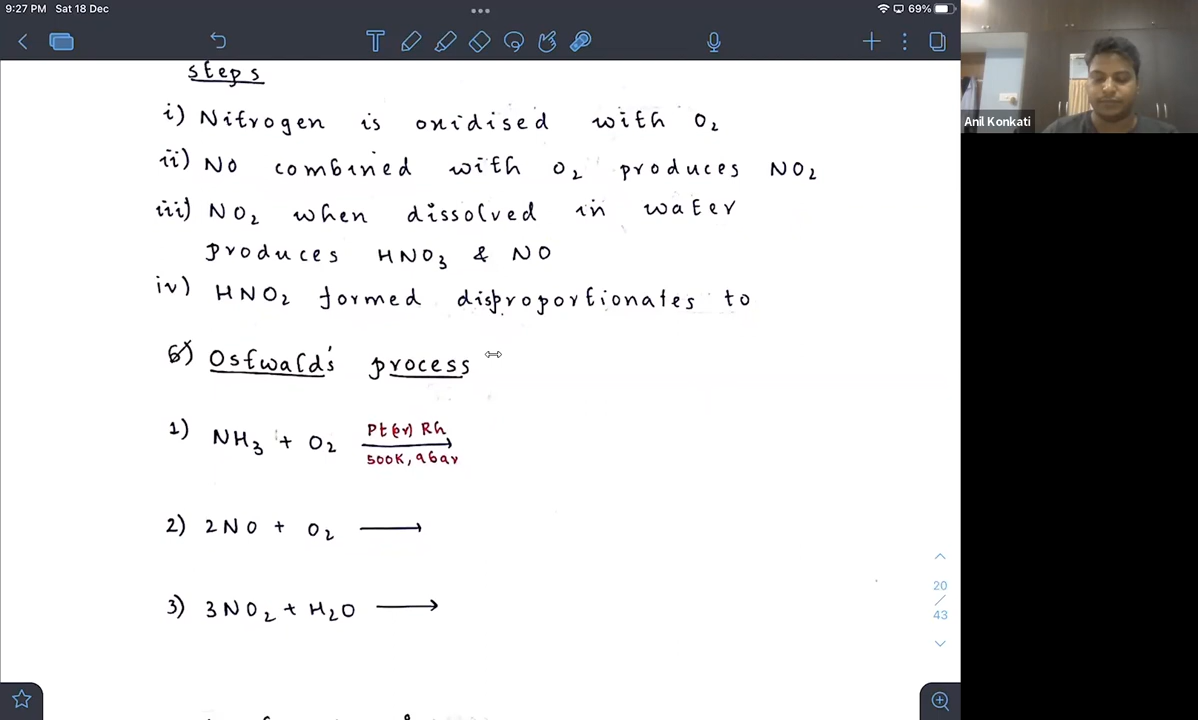 9:27 PM Sat 18 Dec
69%
steps
i) Nitrogen is oxidised with O₂
ii) NO combined with O₂ produces NO₂
iii) NO₂ when dissolved in water
produces HNO₃ & NO
iv) HNO₂ formed disproportionates to
6) Ostwald's process
1) NH₃ + O₂ Pt (or) Rh
500K, 9bar
2) 2NO + O₂ ⟶
3) 3NO₂ + H₂O ⟶
20
/
43
Anil Konkati